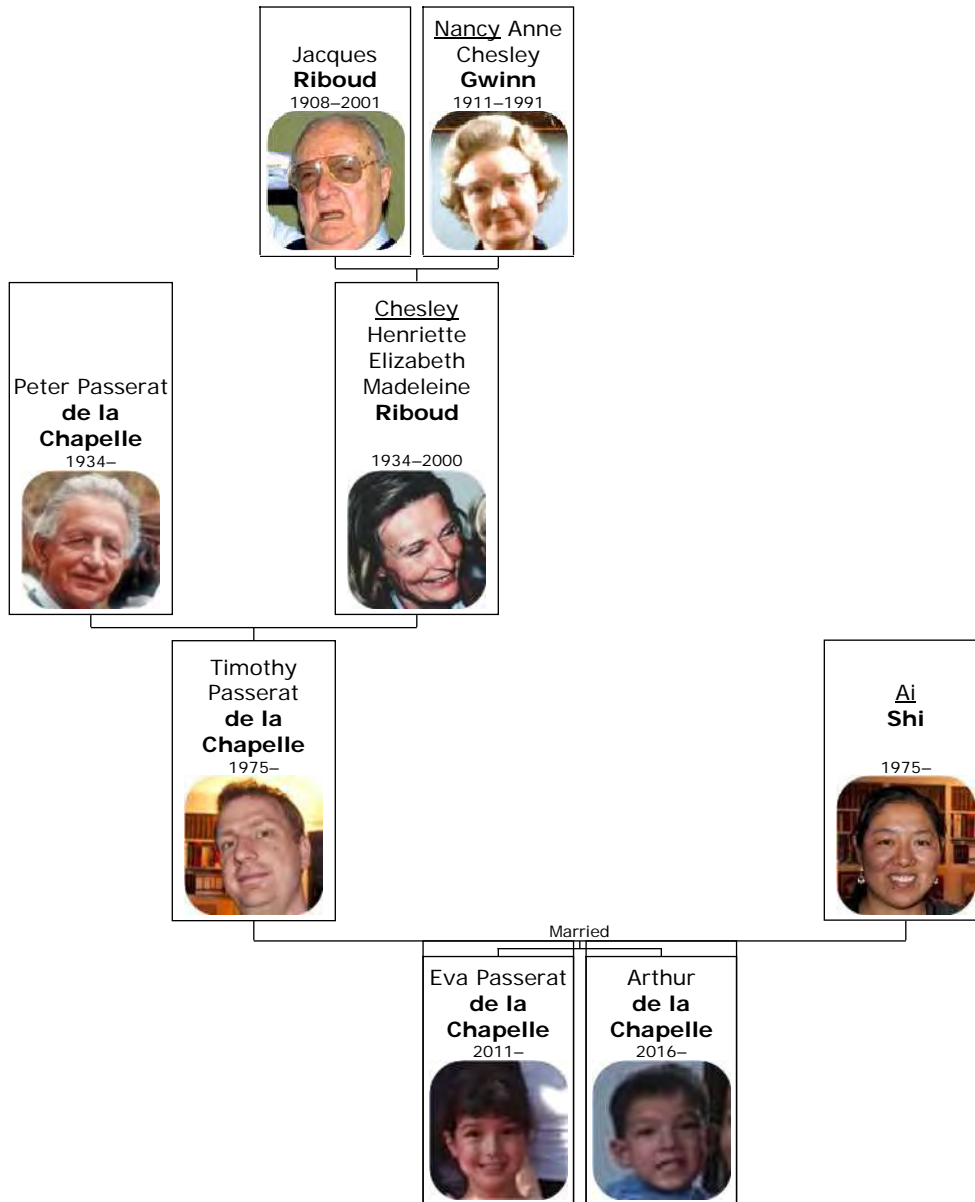 Jacques
Riboud
1908–2001
Nancy Anne
Chesley
Gwinn
1911–1991
Peter Passerat
de la
Chapelle
1934–
Chesley
Henriette
Elizabeth
Madeleine
Riboud
1934–2000
Timothy
Passerat
de la
Chapelle
1975–
Ai
Shi
1975–
Married
Eva Passerat
de la
Chapelle
2011–
Arthur
de la
Chapelle
2016–